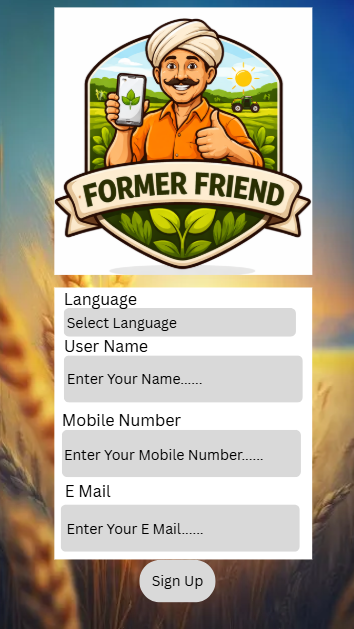 FORMER FRIEND
Language
Select Language
User Name
Enter Your Name......
Mobile Number
Enter Your Mobile Number......
E Mail
Enter Your E Mail......
Sign Up